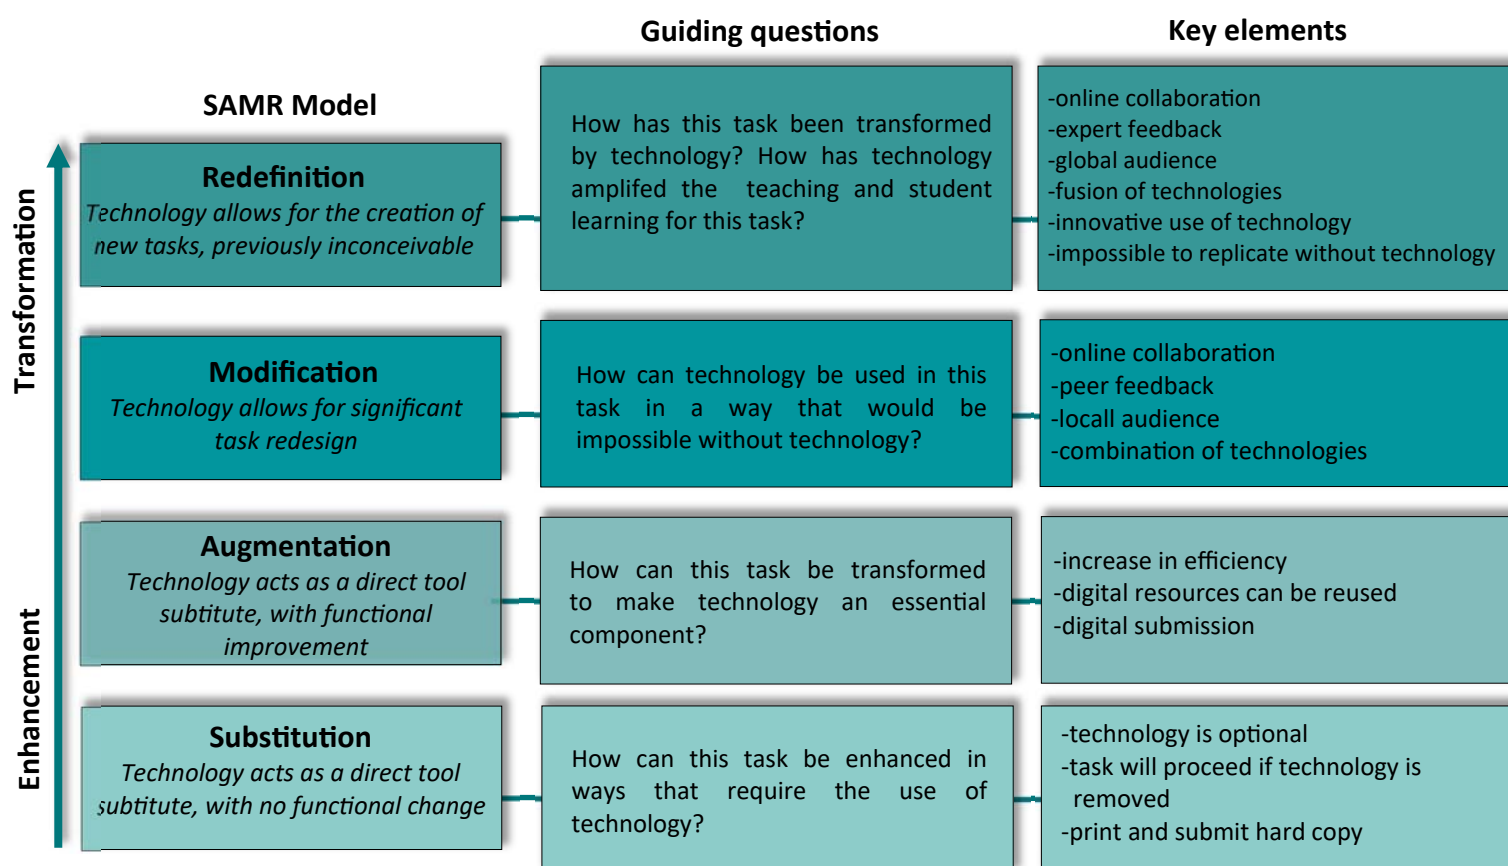 Guiding questions
Key elements
SAMR Model
Transformation
Enhancement
Redefinition
Technology allows for the creation of
new tasks, previously inconceivable
How has this task been transformed
by technology? How has technology
amplifed the teaching and student
learning for this task?
-online collaboration
-expert feedback
-global audience
-fusion of technologies
-innovative use of technology
-impossible to replicate without technology
Modification
Technology allows for significant
task redesign
How can technology be used in this
task in a way that would be
impossible without technology?
-online collaboration
-peer feedback
-locall audience
-combination of technologies
Augmentation
Technology acts as a direct tool
subtitute, with functional
improvement
How can this task be transformed
to make technology an essential
component?
-increase in efficiency
-digital resources can be reused
-digital submission
Substitution
Technology acts as a direct tool
subtitute, with no functional change
How can this task be enhanced in
ways that require the use of
technology?
-technology is optional
-task will proceed if technology is
removed
-print and submit hard copy